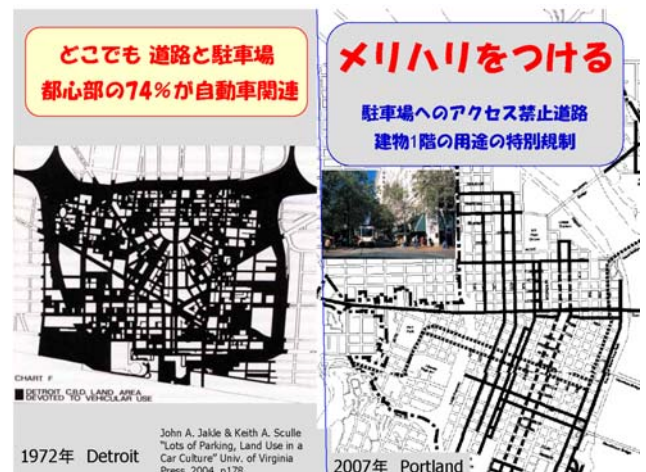 どこでも 道路と駐車場
都心部の74%が自動車関連
CHART F
DETROIT C.B.D. LAND AREA
DEVOTED TO VEHICULAR USE
1972年 Detroit
John A. Jakle & Keith A. Sculle
"Lots of Parking, Land Use in a
Car Culture" Univ. of Virginia
Press, 2004, p178
メリハリをつける
駐車場へのアクセス禁止道路
建物1階の用途の特別規制
2007年 Portland